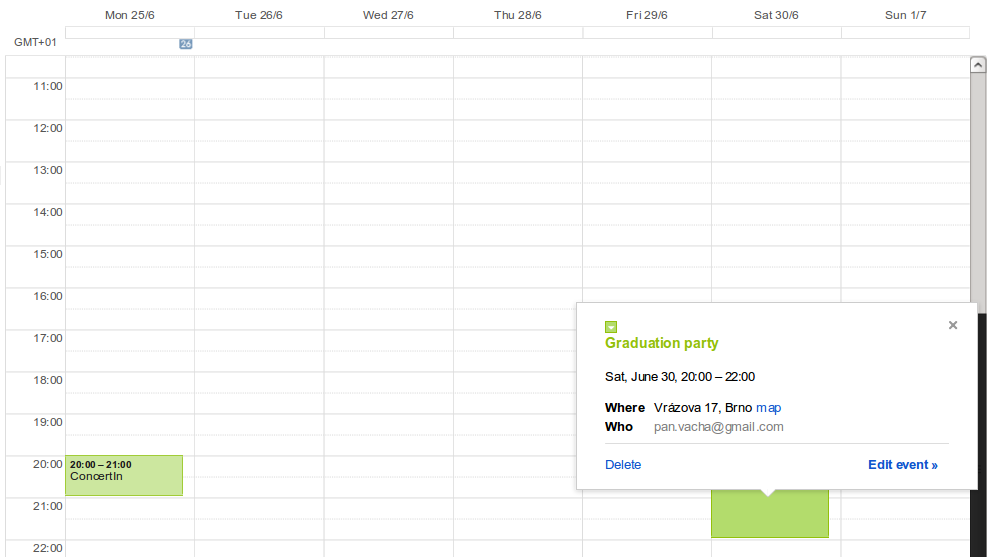 Mon 25/6 Tue 26/6 Wed 27/6 Thu 28/6 Fri 29/6 Sat 30/6 Sun 1/7
GMT+01 26
11:00
12:00
13:00
14:00
15:00
16:00
17:00
18:00
19:00
20:00
21:00
22:00
20:00 – 21:00
ConcertIn
Graduation party
Sat, June 30, 20:00 – 22:00
Where Vrázova 17, Brno map
Who pan.vacha@gmail.com
Delete Edit event »